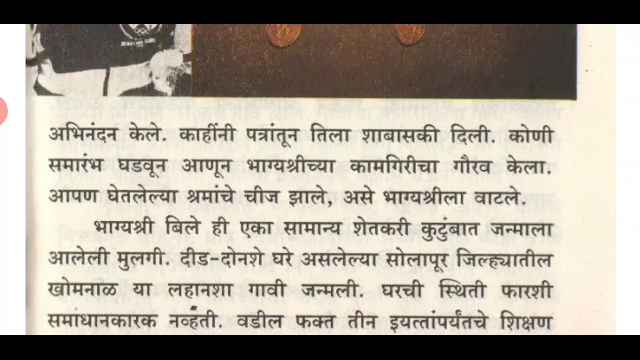 अभिनंदन केले. काहींनी पत्रांतून तिला शाबासकी दिली. कोणी
समारंभ घडवून आणून भाग्यश्रीच्या कामगिरीचा गौरव केला.
आपण घेतलेल्या श्रमांचे चीज झाले, असे भाग्यश्रीला वाटले.
भाग्यश्री बिले ही एका सामान्य शेतकरी कुटुंबात जन्माला
आलेली मुलगी. दीड-दोनशे घरे असलेल्या सोलापूर जिल्ह्यातील
खोमनाळ या लहानशा गावी जन्मली. घरची स्थिती फारशी
समाधानकारक नव्हती. वडील फक्त तीन इयत्तांपर्यंतचे शिक्षण